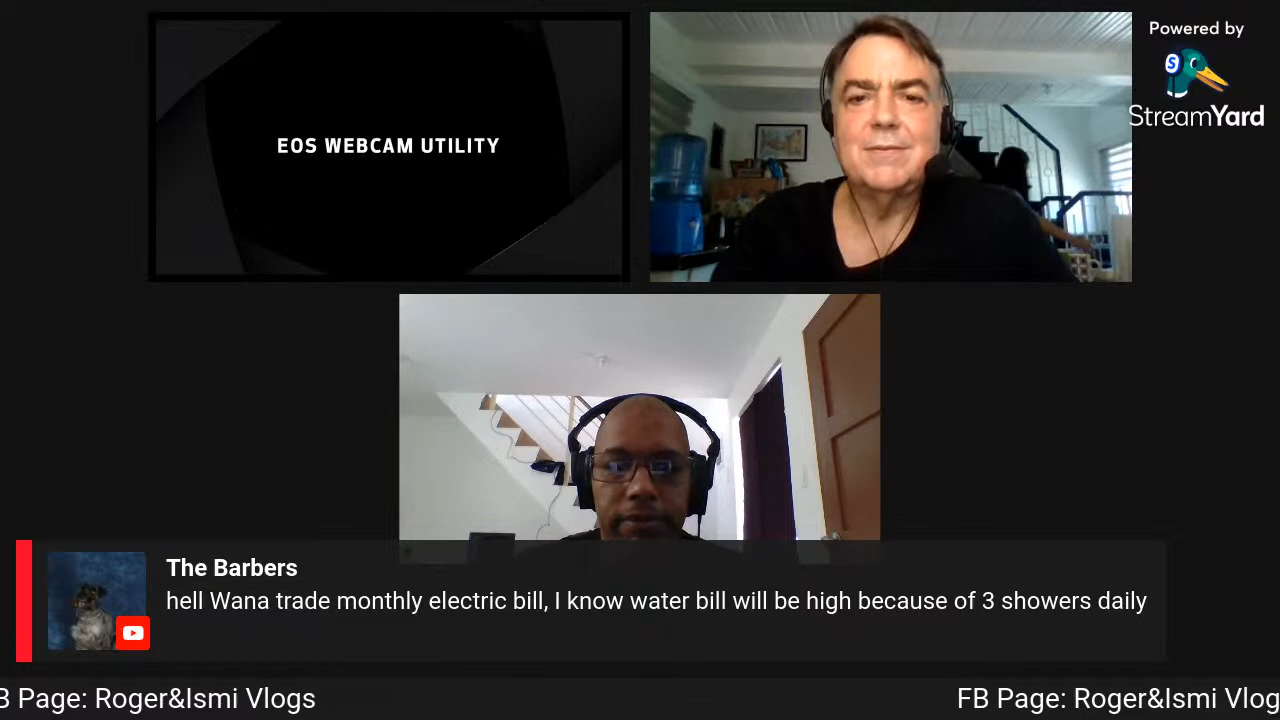 EOS WEBCAM UTILITY
Powered by
StreamYard
The Barbers
hell Wana trade monthly electric bill, I know water bill will be high because of 3 showers daily
B Page: Roger&Ismi Vlogs
FB Page: Roger&Ismi Vlog